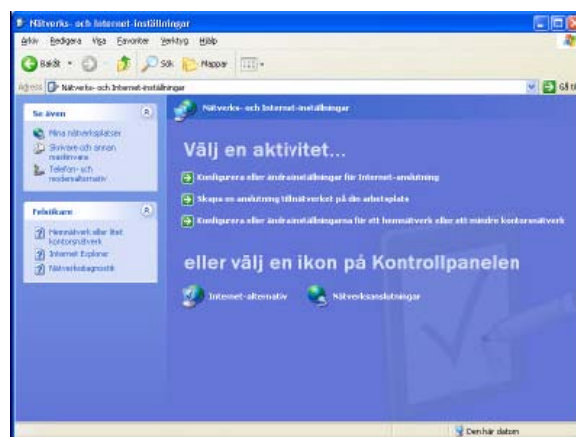 Nätverks- och Internet-inställningar
Arkiv Redigera Visa Favoriter Verktyg Hjälp
Bakåt Sök Mappar
Adress Nätverks- och Internet-inställningar Gå till
Se även
Mina nätverksplatser
Skrivare och annan
maskinvara
Telefon- och
modemalternativ
Felsökare
Hemnätverk eller litet
kontorsnätverk
Internet Explorer
Nätverksdiagnostik
Nätverks- och Internet-inställningar
Välj en aktivitet...
Konfigurera eller ändra inställningar för Internet-anslutning
Skapa en anslutning till nätverket på din arbetsplats
Konfigurera eller ändra inställningarna för ett hemnätverk eller ett mindre kontorsnätverk
eller välj en ikon på Kontrollpanelen
Internet-alternativ Nätverksanslutningar
Den här datorn